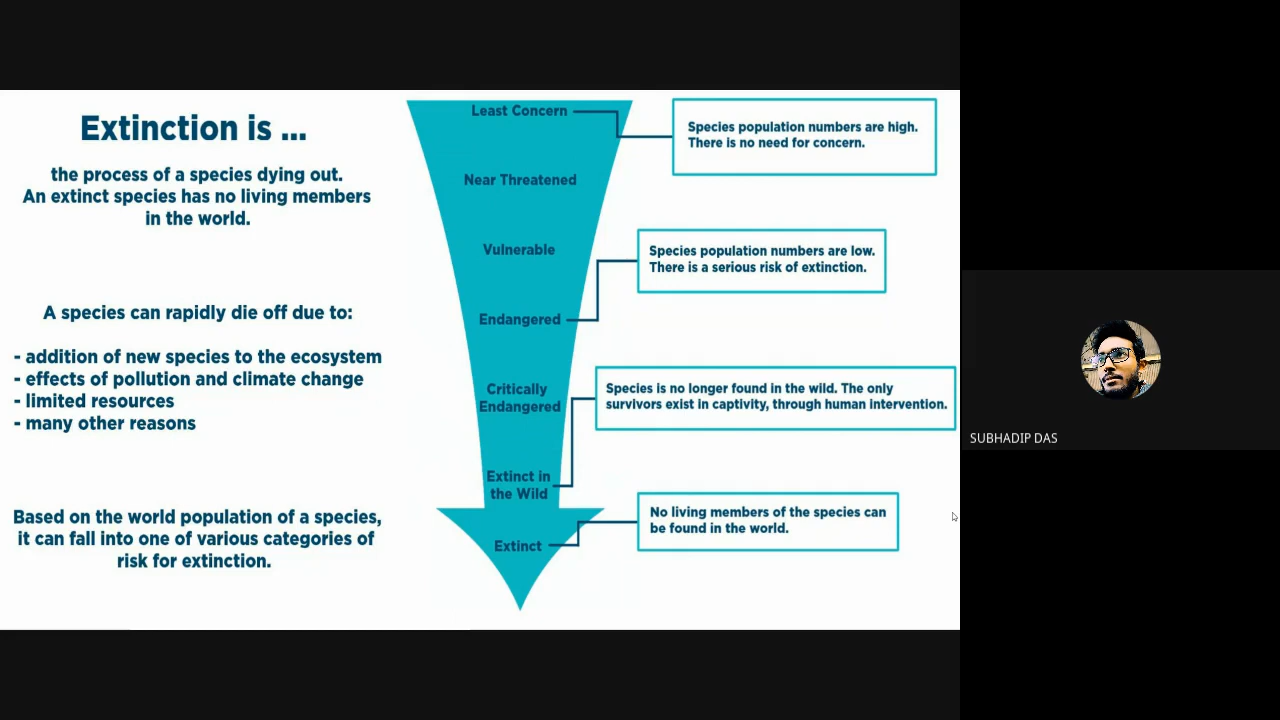 Extinction is ...
the process of a species dying out.
An extinct species has no living members
in the world.
A species can rapidly die off due to:
- addition of new species to the ecosystem
- effects of pollution and climate change
- limited resources
- many other reasons
Based on the world population of a species,
it can fall into one of various categories of
risk for extinction.
Least Concern
Species population numbers are high.
There is no need for concern.
Near Threatened
Vulnerable
Species population numbers are low.
There is a serious risk of extinction.
Endangered
Critically
Endangered
Species is no longer found in the wild. The only
survivors exist in captivity, through human intervention.
Extinct in
the Wild
No living members of the species can
be found in the world.
Extinct
SUBHADIP DAS